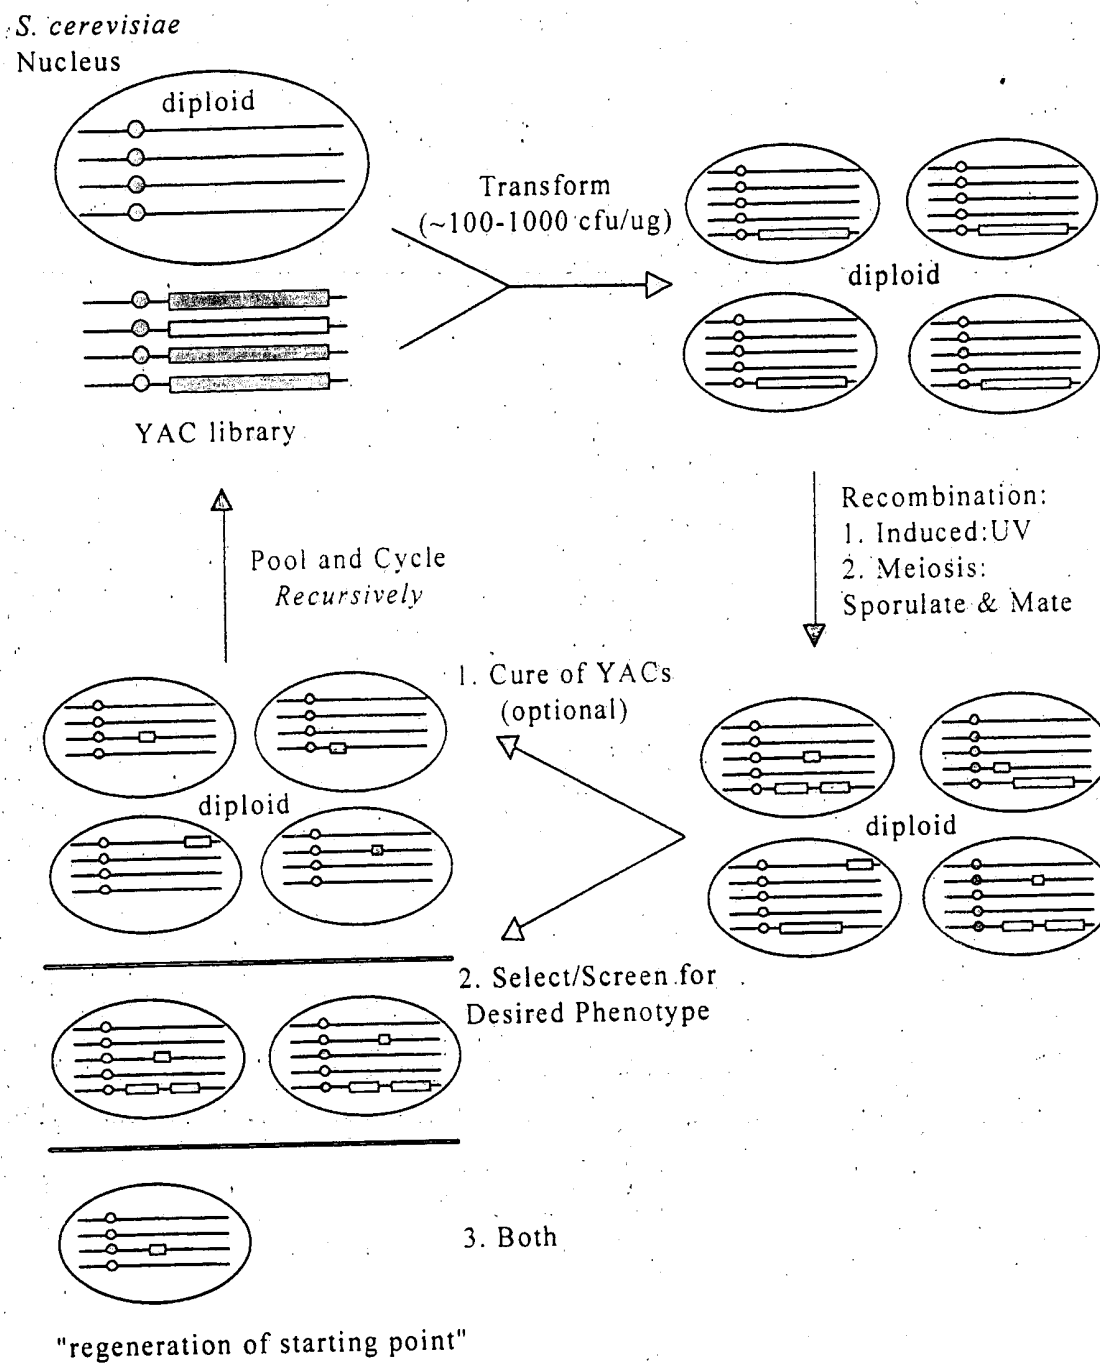 S. cerevisiae
Nucleus
diploid
Transform
(~100-1000 cfu/ug)
diploid
YAC library
Recombination:
1. Induced:UV
2. Meiosis:
Sporulate & Mate
Pool and Cycle
Recursively
1. Cure of YACs
(optional)
diploid
diploid
2. Select/Screen for
Desired Phenotype
3. Both
"regeneration of starting point"